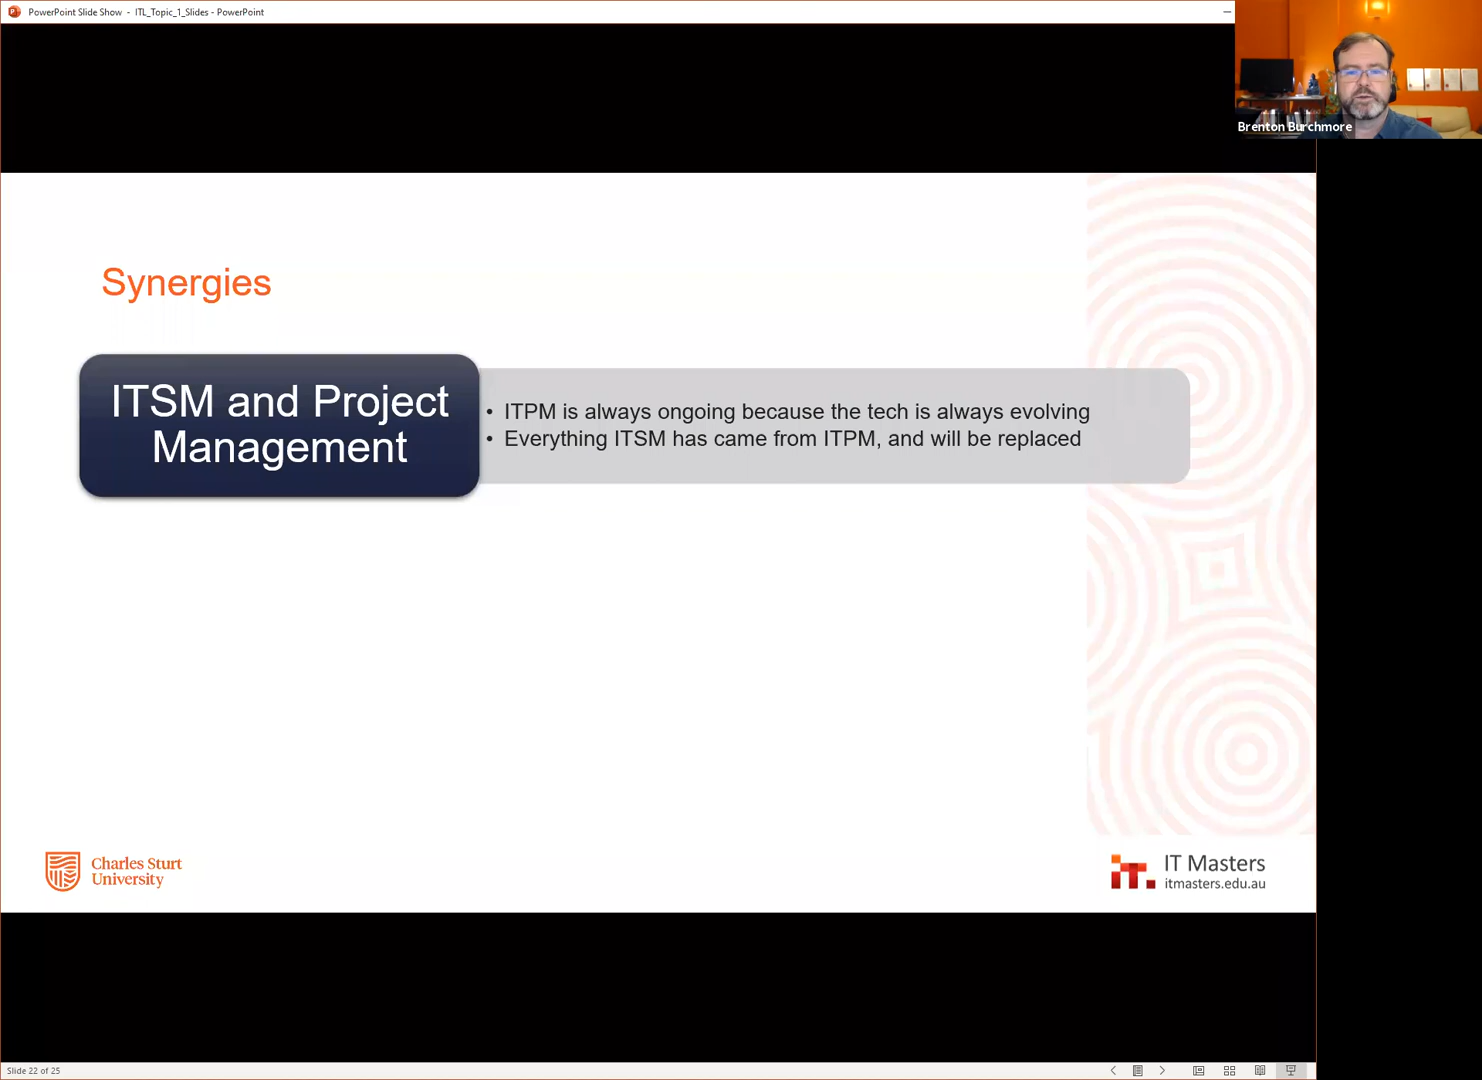 PowerPoint Slide Show - ITL_Topic_1_Slides - PowerPoint
Brenton Burchmore
Synergies
ITSM and Project
Management
• ITPM is always ongoing because the tech is always evolving
• Everything ITSM has came from ITPM, and will be replaced
Charles Sturt
University
it.
IT Masters
itmasters.edu.au
Slide 22 of 25